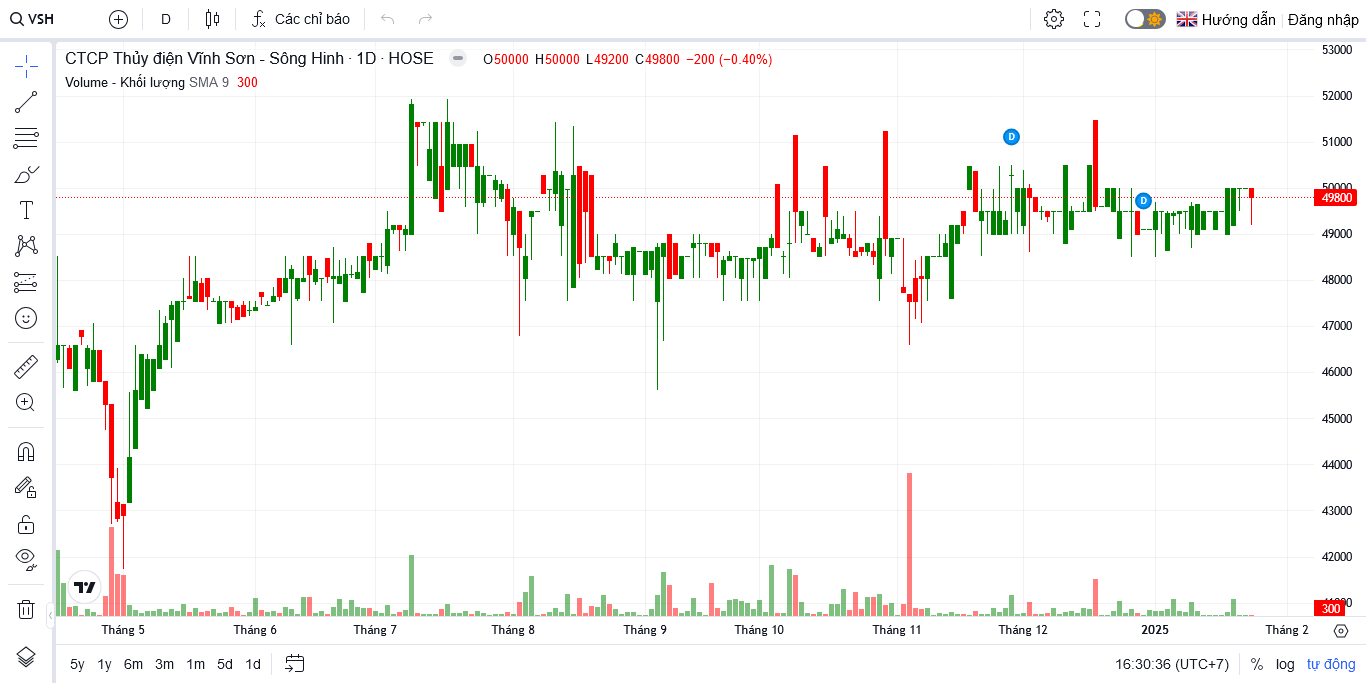 VSH
D
Các chỉ báo
Hướng dẫn
Đăng nhập
CTCP Thủy điện Vĩnh Sơn - Sông Hinh · 1D · HOSE
O50000 H50000 L49200 C49800 −200 (−0.40%)
Volume - Khối lượng SMA 9 300
53000
52000
51000
50000
49800
49000
48000
47000
46000
45000
44000
43000
42000
300
D
D
Tháng 5
Tháng 6
Tháng 7
Tháng 8
Tháng 9
Tháng 10
Tháng 11
Tháng 12
2025
Tháng 2
5y 1y 6m 3m 1m 5d 1d
16:30:36 (UTC+7)
% log tự động